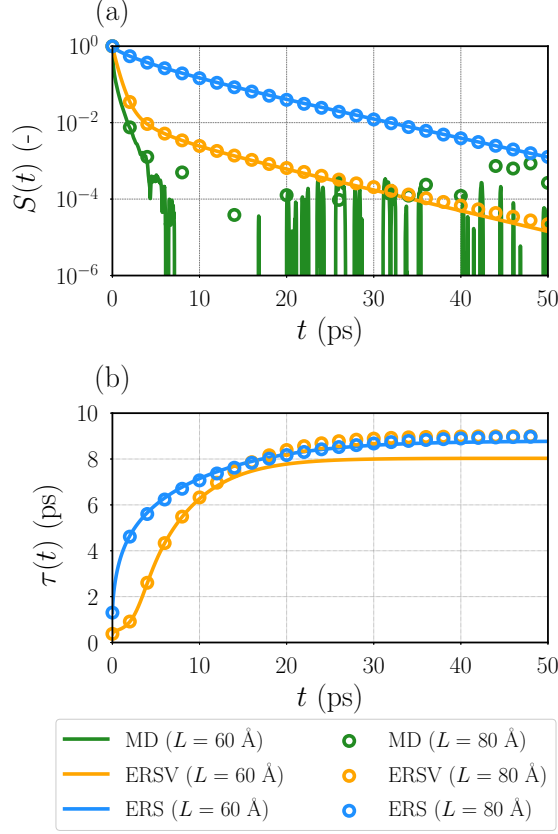 (a)
S(t) (-)
10⁰
10⁻²
10⁻⁴
10⁻⁶
0 10 20 30 40 50
t (ps)
(b)
τ(t) (ps)
10
8
6
4
2
0
0 10 20 30 40 50
t (ps)
MD (L = 60 Å) MD (L = 80 Å)
ERSV (L = 60 Å) ERSV (L = 80 Å)
ERS (L = 60 Å) ERS (L = 80 Å)